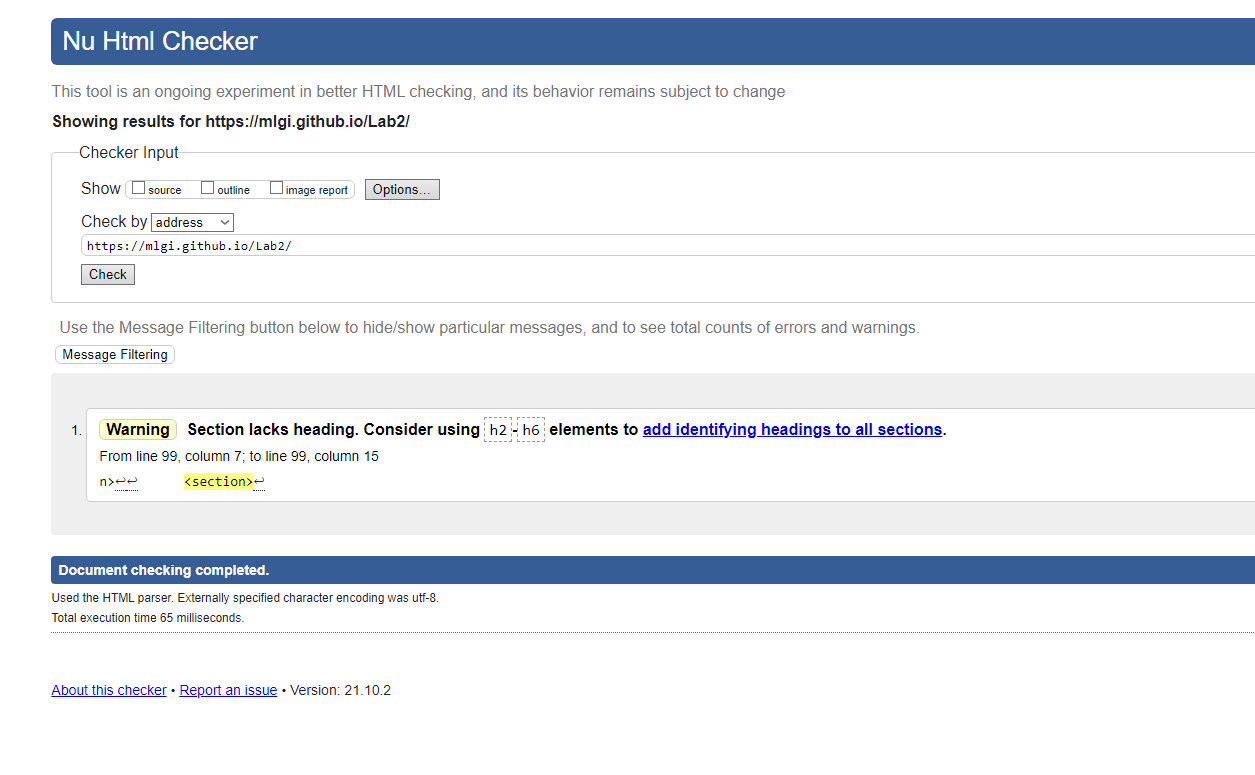 Nu Html Checker
This tool is an ongoing experiment in better HTML checking, and its behavior remains subject to change
Showing results for https://mlgi.github.io/Lab2/
Checker Input
Show source outline image report Options...
Check by address
https://mlgi.github.io/Lab2/
Check
Use the Message Filtering button below to hide/show particular messages, and to see total counts of errors and warnings.
Message Filtering
1. Warning Section lacks heading. Consider using h2-h6 elements to add identifying headings to all sections.
From line 99, column 7; to line 99, column 15
n>↩↩ <section>↩
Document checking completed.
Used the HTML parser. Externally specified character encoding was utf-8.
Total execution time 65 milliseconds.
About this checker • Report an issue • Version: 21.10.2